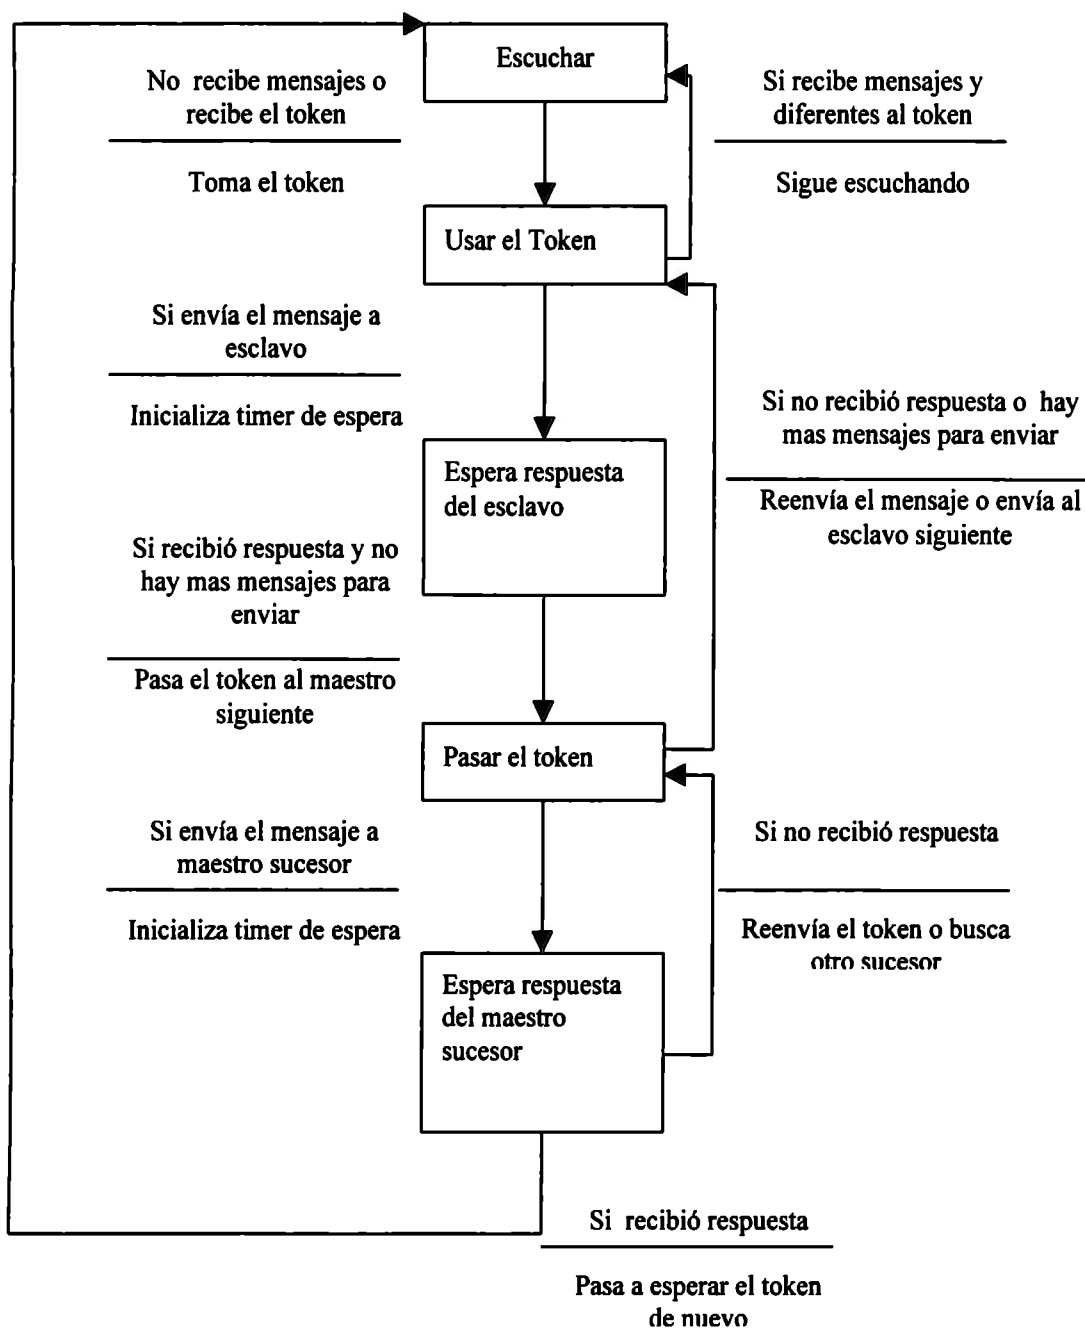 Escuchar
No recibe mensajes o
recibe el token
Toma el token
Si recibe mensajes y
diferentes al token
Sigue escuchando
Usar el Token
Si envía el mensaje a
esclavo
Inicializa timer de espera
Si no recibió respuesta o hay
mas mensajes para enviar
Reenvía el mensaje o envía al
esclavo siguiente
Espera respuesta
del esclavo
Si recibió respuesta y no
hay mas mensajes para
enviar
Pasa el token al maestro
siguiente
Pasar el token
Si envía el mensaje a
maestro sucesor
Inicializa timer de espera
Si no recibió respuesta
Reenvía el token o busca
otro sucesor
Espera respuesta
del maestro
sucesor
Si recibió respuesta
Pasa a esperar el token
de nuevo